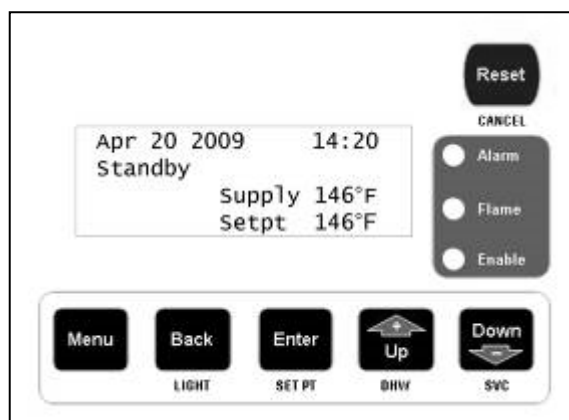 Reset
CANCEL
Apr 20 2009 14:20
Standby
Supply 146°F
Setpt 146°F
Alarm
Flame
Enable
Menu
Back
Enter
+
Up
Down
−
LIGHT
SET PT
DHW
SVC